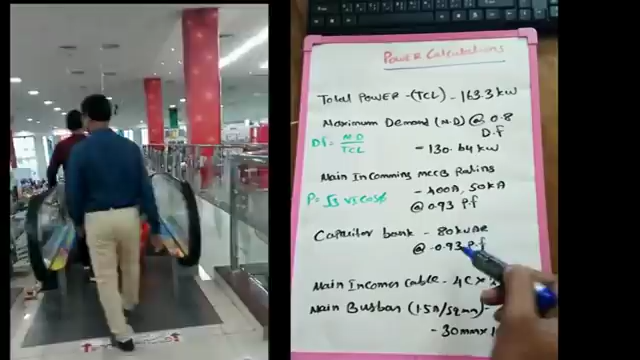 POWER Calculations
Total POWER -(TCL) - 163.3 kW
Maximum Demand (M.D) @ 0.8
D.f
Df = M.D / TCL
- 130.64 kW
Main Incomming mccb Rating
P = √3 VI cosφ
- 400A, 50kA
@ 0.93 P.f
Capacitor bank - 80kVAR
@ -0.93 P.f
Main Incomer Cable - 4C x
Main Busbar (1.5A/sqmm) -
- 30mm x